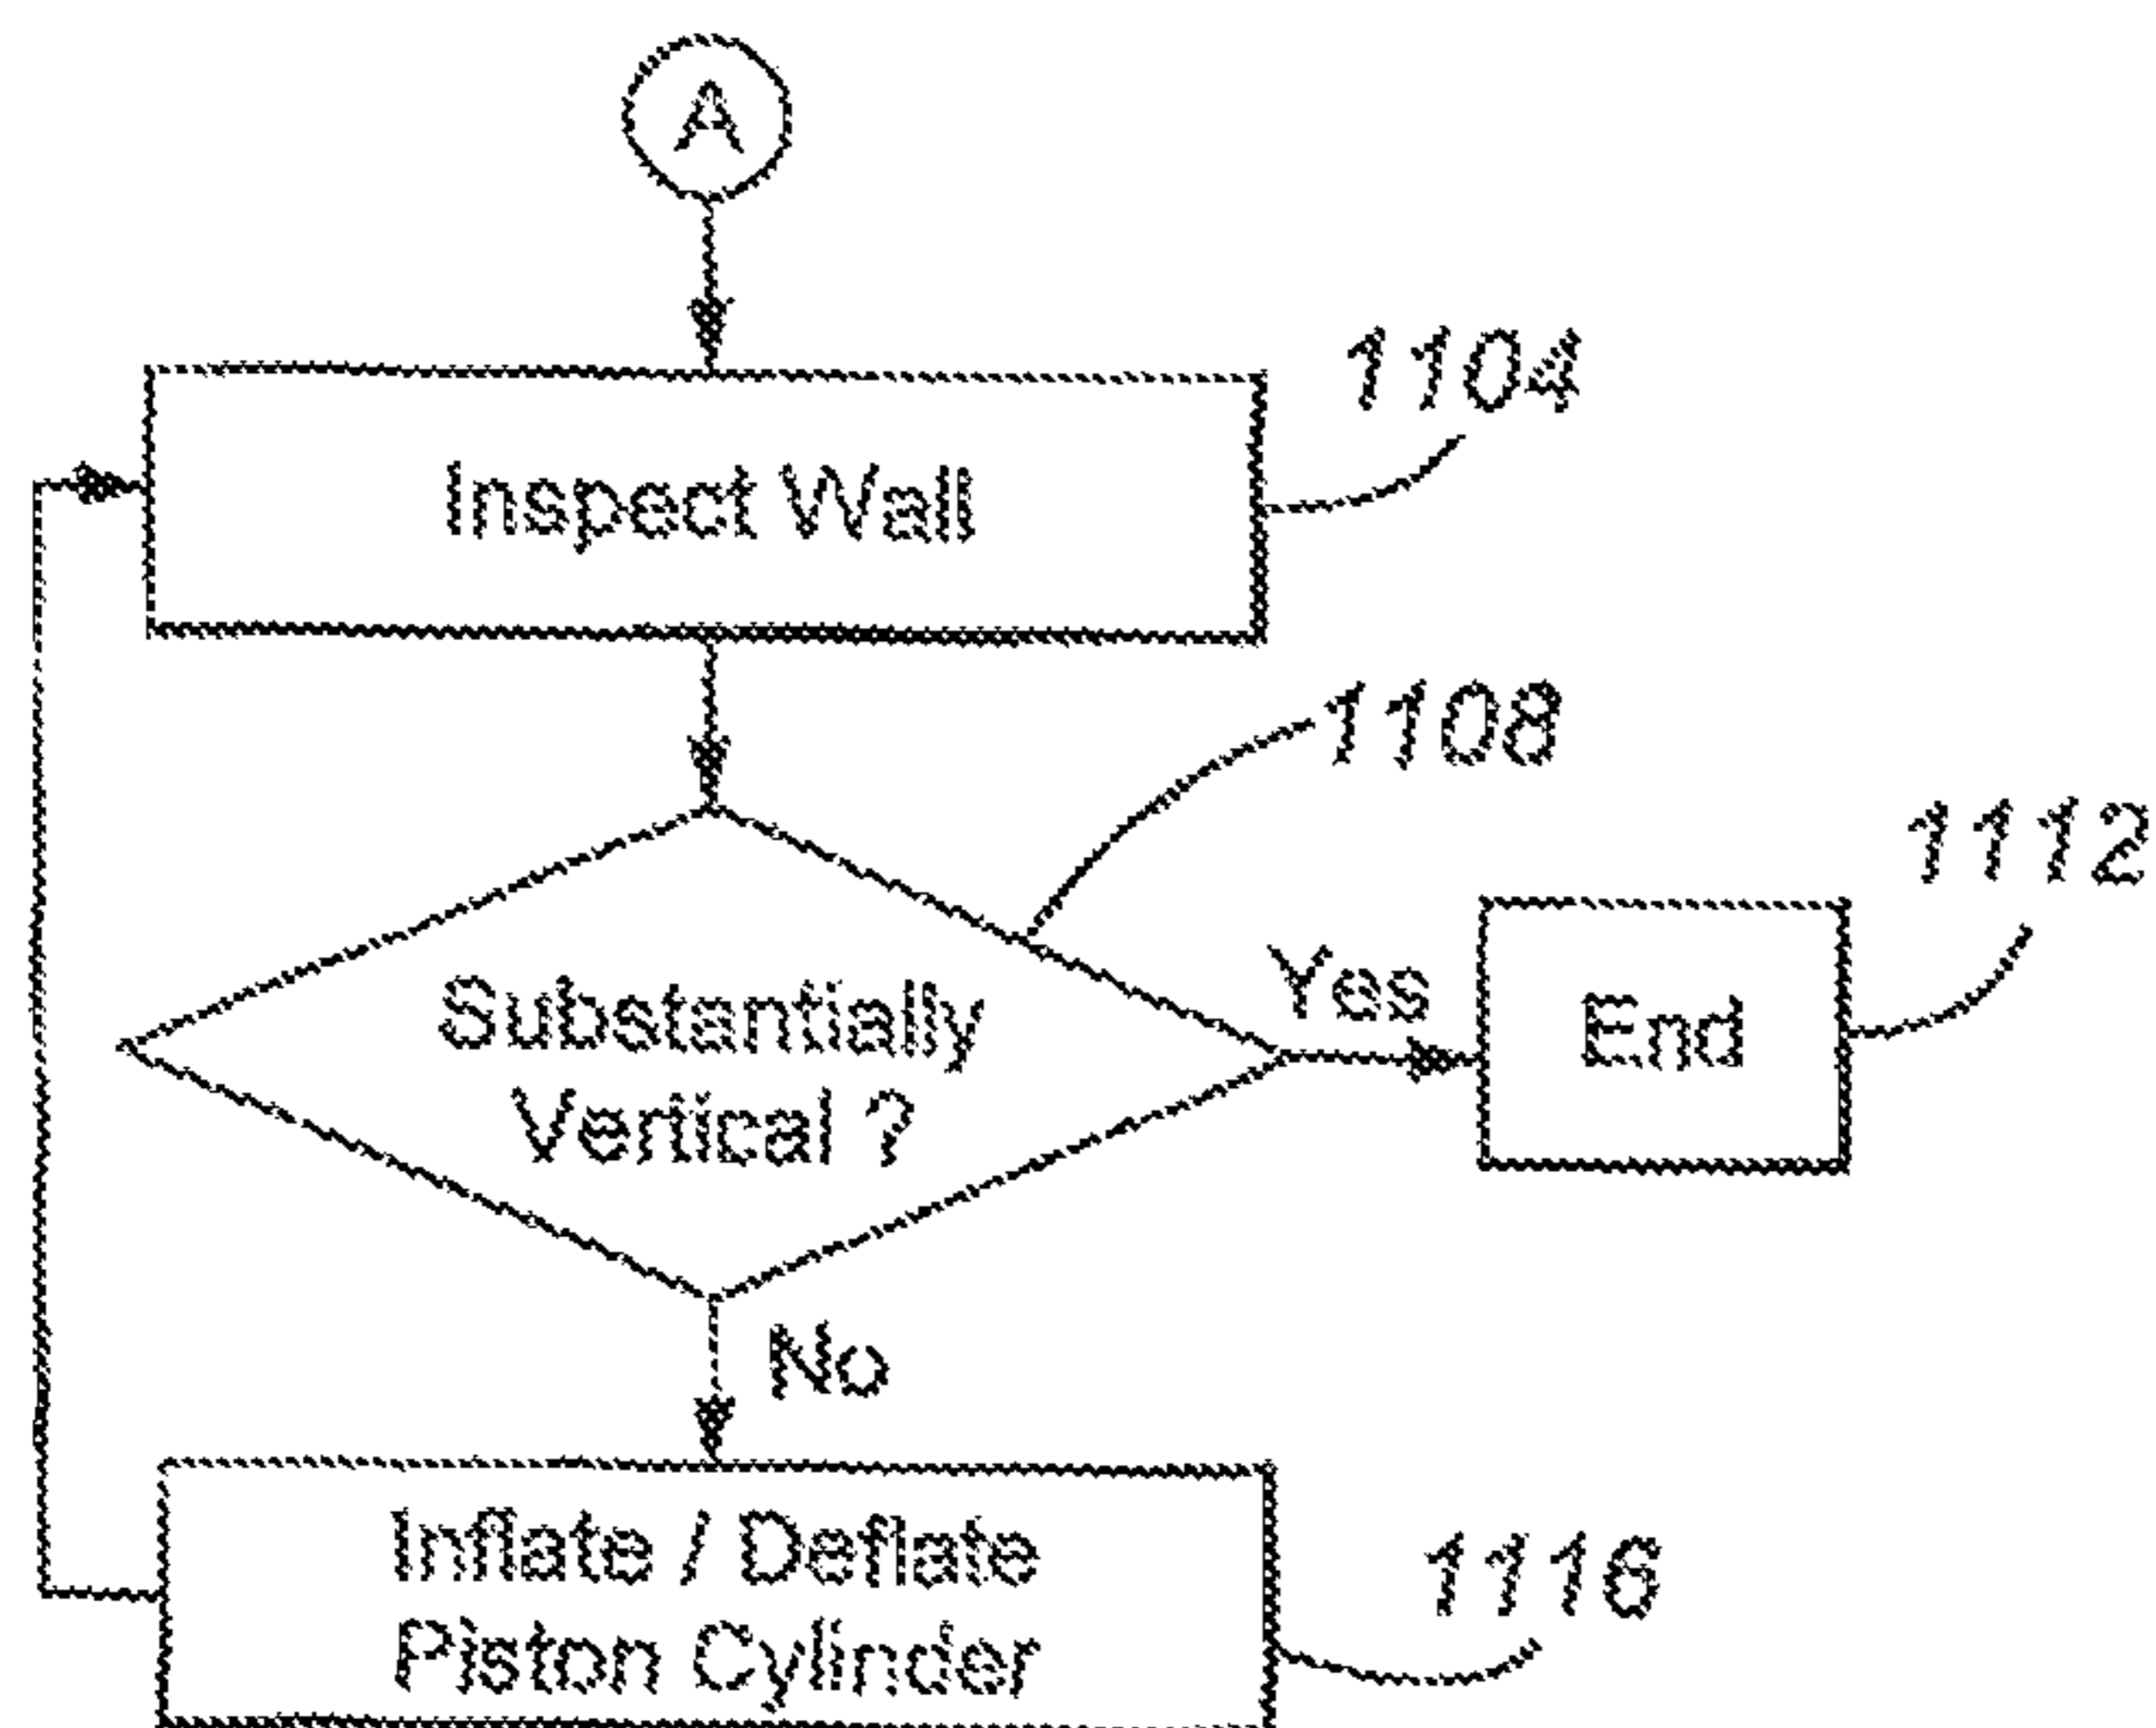 A
1104
Inspect Wall
1108
1112
Substantially
Vertical ?
Yes
End
No
Inflate / Deflate
Piston Cylinder
1116